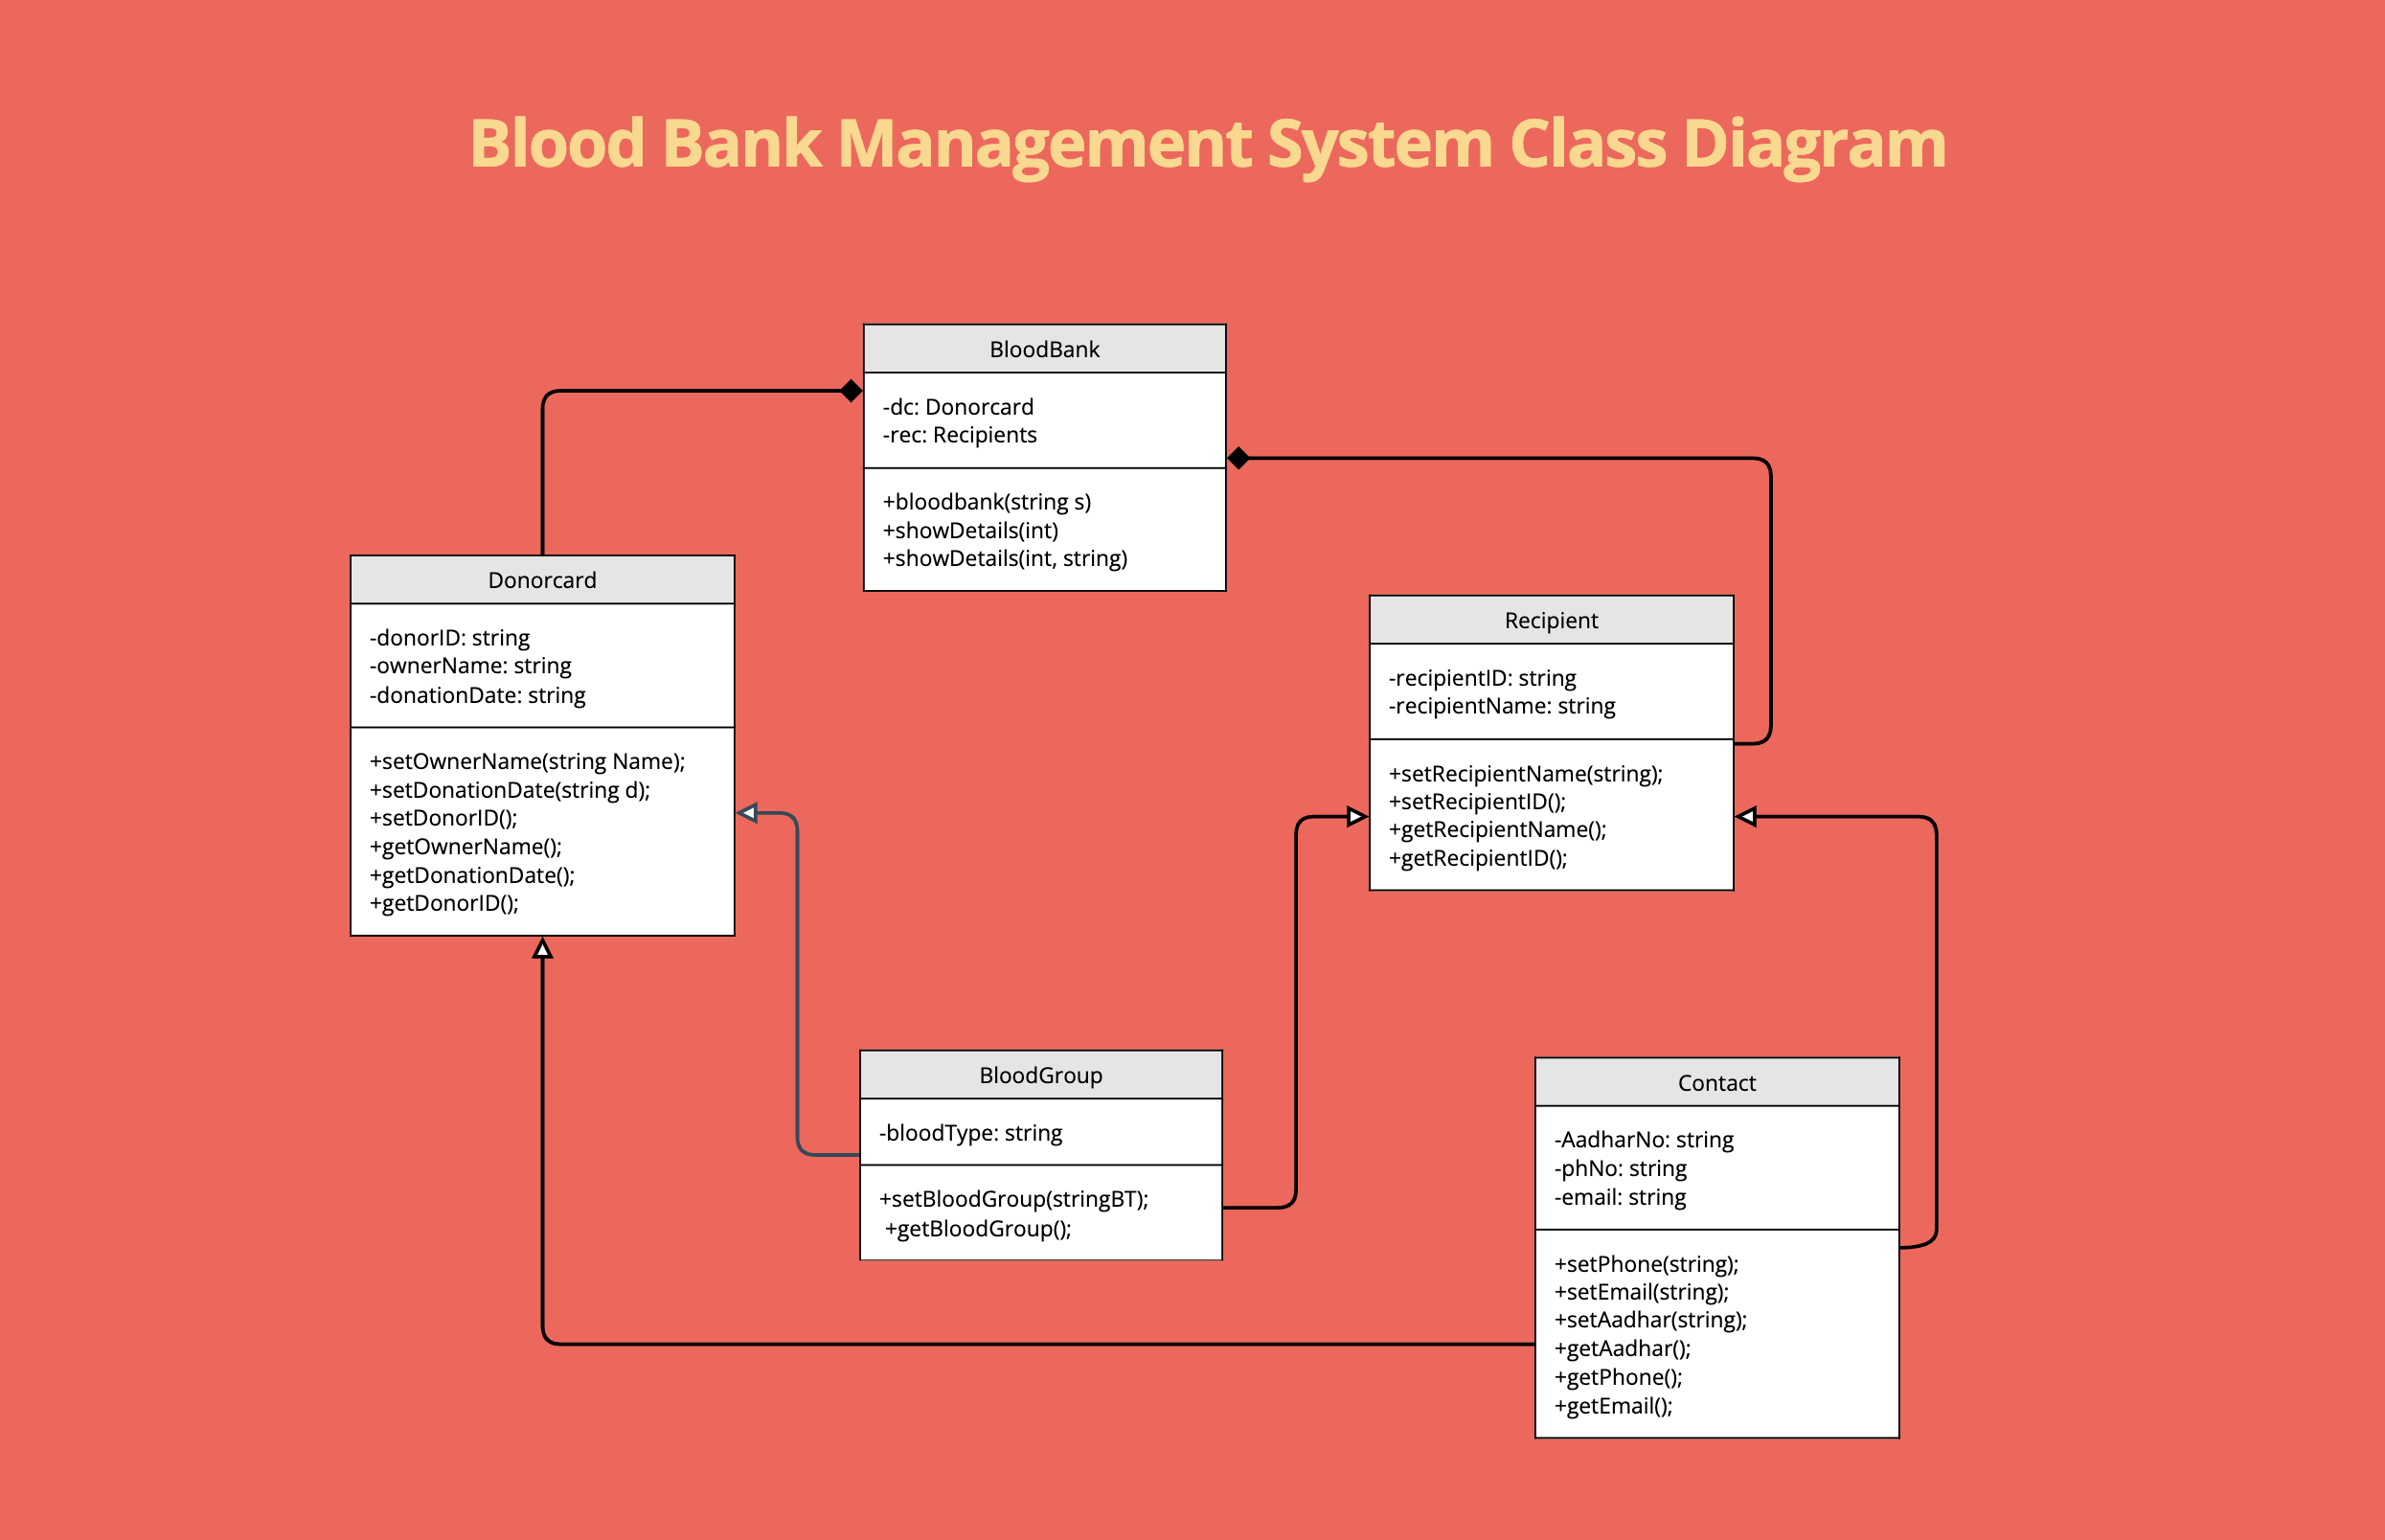 Blood Bank Management System Class Diagram
BloodBank
-dc: Donorcard
-rec: Recipients
+bloodbank(string s)
+showDetails(int)
+showDetails(int, string)
Donorcard
-donorID: string
-ownerName: string
-donationDate: string
+setOwnerName(string Name);
+setDonationDate(string d);
+setDonorID();
+getOwnerName();
+getDonationDate();
+getDonorID();
Recipient
-recipientID: string
-recipientName: string
+setRecipientName(string);
+setRecipientID();
+getRecipientName();
+getRecipientID();
BloodGroup
-bloodType: string
+setBloodGroup(stringBT);
+getBloodGroup();
Contact
-AadharNo: string
-phNo: string
-email: string
+setPhone(string);
+setEmail(string);
+setAadhar(string);
+getAadhar();
+getPhone();
+getEmail();